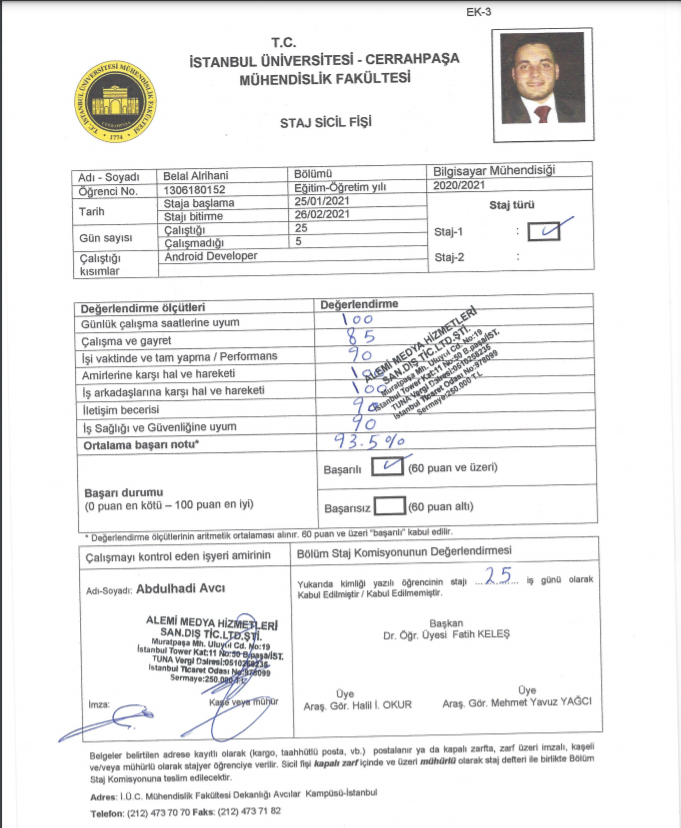 EK-3
T.C.
İSTANBUL ÜNİVERSİTESİ - CERRAHPAŞA
MÜHENDİSLİK FAKÜLTESİ
STAJ SİCİL FİŞİ
T.C. İSTANBUL ÜNİVERSİTESİ MÜHENDİSLİK FAKÜLTESİ
CERRAHPAŞA
1774
Adı - Soyadı Belal Alrihani Bölümü Bilgisayar Mühendisiği
Öğrenci No. 1306180152 Eğitim-Öğretim yılı 2020/2021
Tarih Staja başlama 25/01/2021 Staj türü
Stajı bitirme 26/02/2021
Gün sayısı Çalıştığı 25 Staj-1 :
Çalışmadığı 5
Çalıştığı kısımlar Android Developer Staj-2 :
Değerlendirme ölçütleri Değerlendirme
Günlük çalışma saatlerine uyum 100
Çalışma ve gayret 85
İşi vaktinde ve tam yapma / Performans 90
Amirlerine karşı hal ve hareketi
İş arkadaşlarına karşı hal ve hareketi 100
İletişim becerisi 90
İş Sağlığı ve Güvenliğine uyum 90
Ortalama başarı notu* 93.5%
ALEMİ MEDYA HİZMETLERİ
SAN.DIŞ TİC.LTD.ŞTİ.
Muratpaşa Mh. Uluyol Cd. No:19
İstanbul Tower Kat:11 No:50 B.paşa/İST.
TUNA Vergi Dairesi:0510258235
İstanbul Ticaret Odası No:978099
Sermaye:250.000 T.L
Başarı durumu
(0 puan en kötü – 100 puan en iyi)
Başarılı (60 puan ve üzeri)
Başarısız (60 puan altı)
* Değerlendirme ölçütlerinin aritmetik ortalaması alınır. 60 puan ve üzeri "başarılı" kabul edilir.
Çalışmayı kontrol eden işyeri amirinin
Adı-Soyadı: Abdulhadi Avcı
ALEMİ MEDYA HİZMETLERİ
SAN.DIŞ TİC.LTD.ŞTİ.
Muratpaşa Mh. Uluyol Cd. No:19
İstanbul Tower Kat:11 No:50 B.paşa/İST.
TUNA Vergi Dairesi:0510258235
İstanbul Ticaret Odası No:978099
Sermaye:250.000 T.L
İmza: Kaşe veya mühür
Bölüm Staj Komisyonunun Değerlendirmesi
Yukarıda kimliği yazılı öğrencinin stajı ...25... iş günü olarak
Kabul Edilmiştir / Kabul Edilmemiştir.
Başkan
Dr. Öğr. Üyesi Fatih KELEŞ
Üye
Araş. Gör. Halil İ. OKUR
Üye
Araş. Gör. Mehmet Yavuz YAĞCI
Belgeler belirtilen adrese kayıtlı olarak (kargo, taahhütlü posta, vb.) postalanır ya da kapalı zarfta, zarf üzeri imzalı, kaşeli
ve/veya mühürlü olarak stajyer öğrenciye verilir. Sicil fişi kapalı zarf içinde ve üzeri mühürlü olarak staj defteri ile birlikte Bölüm
Staj Komisyonuna teslim edilecektir.
Adres: İ.Ü.C. Mühendislik Fakültesi Dekanlığı Avcılar Kampüsü-İstanbul
Telefon: (212) 473 70 70 Faks: (212) 473 71 82